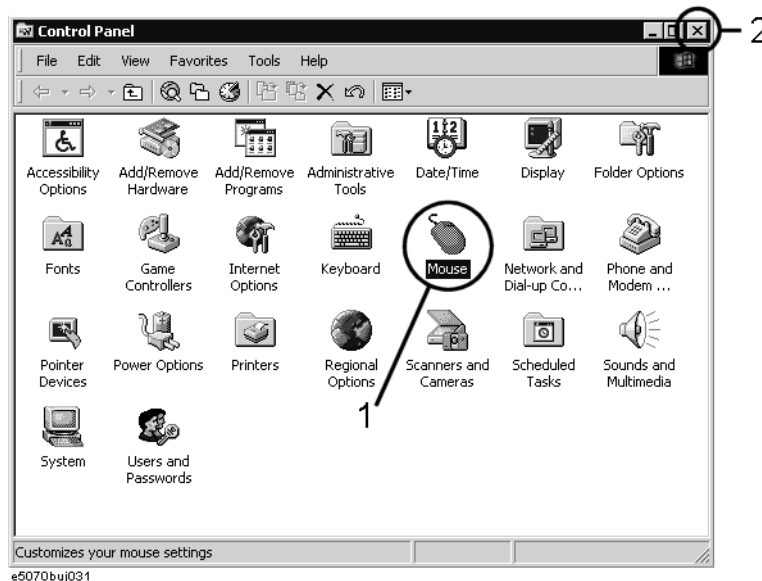 Control Panel
2
File Edit View Favorites Tools Help
Accessibility Options
Add/Remove Hardware
Add/Remove Programs
Administrative Tools
1 2
Date/Time
Display
Folder Options
Fonts
Game Controllers
Internet Options
Keyboard
Mouse
Network and Dial-up Co...
Phone and Modem ...
Pointer Devices
Power Options
Printers
Regional Options
Scanners and Cameras
Scheduled Tasks
Sounds and Multimedia
1
System
Users and Passwords
Customizes your mouse settings
e5070buj031